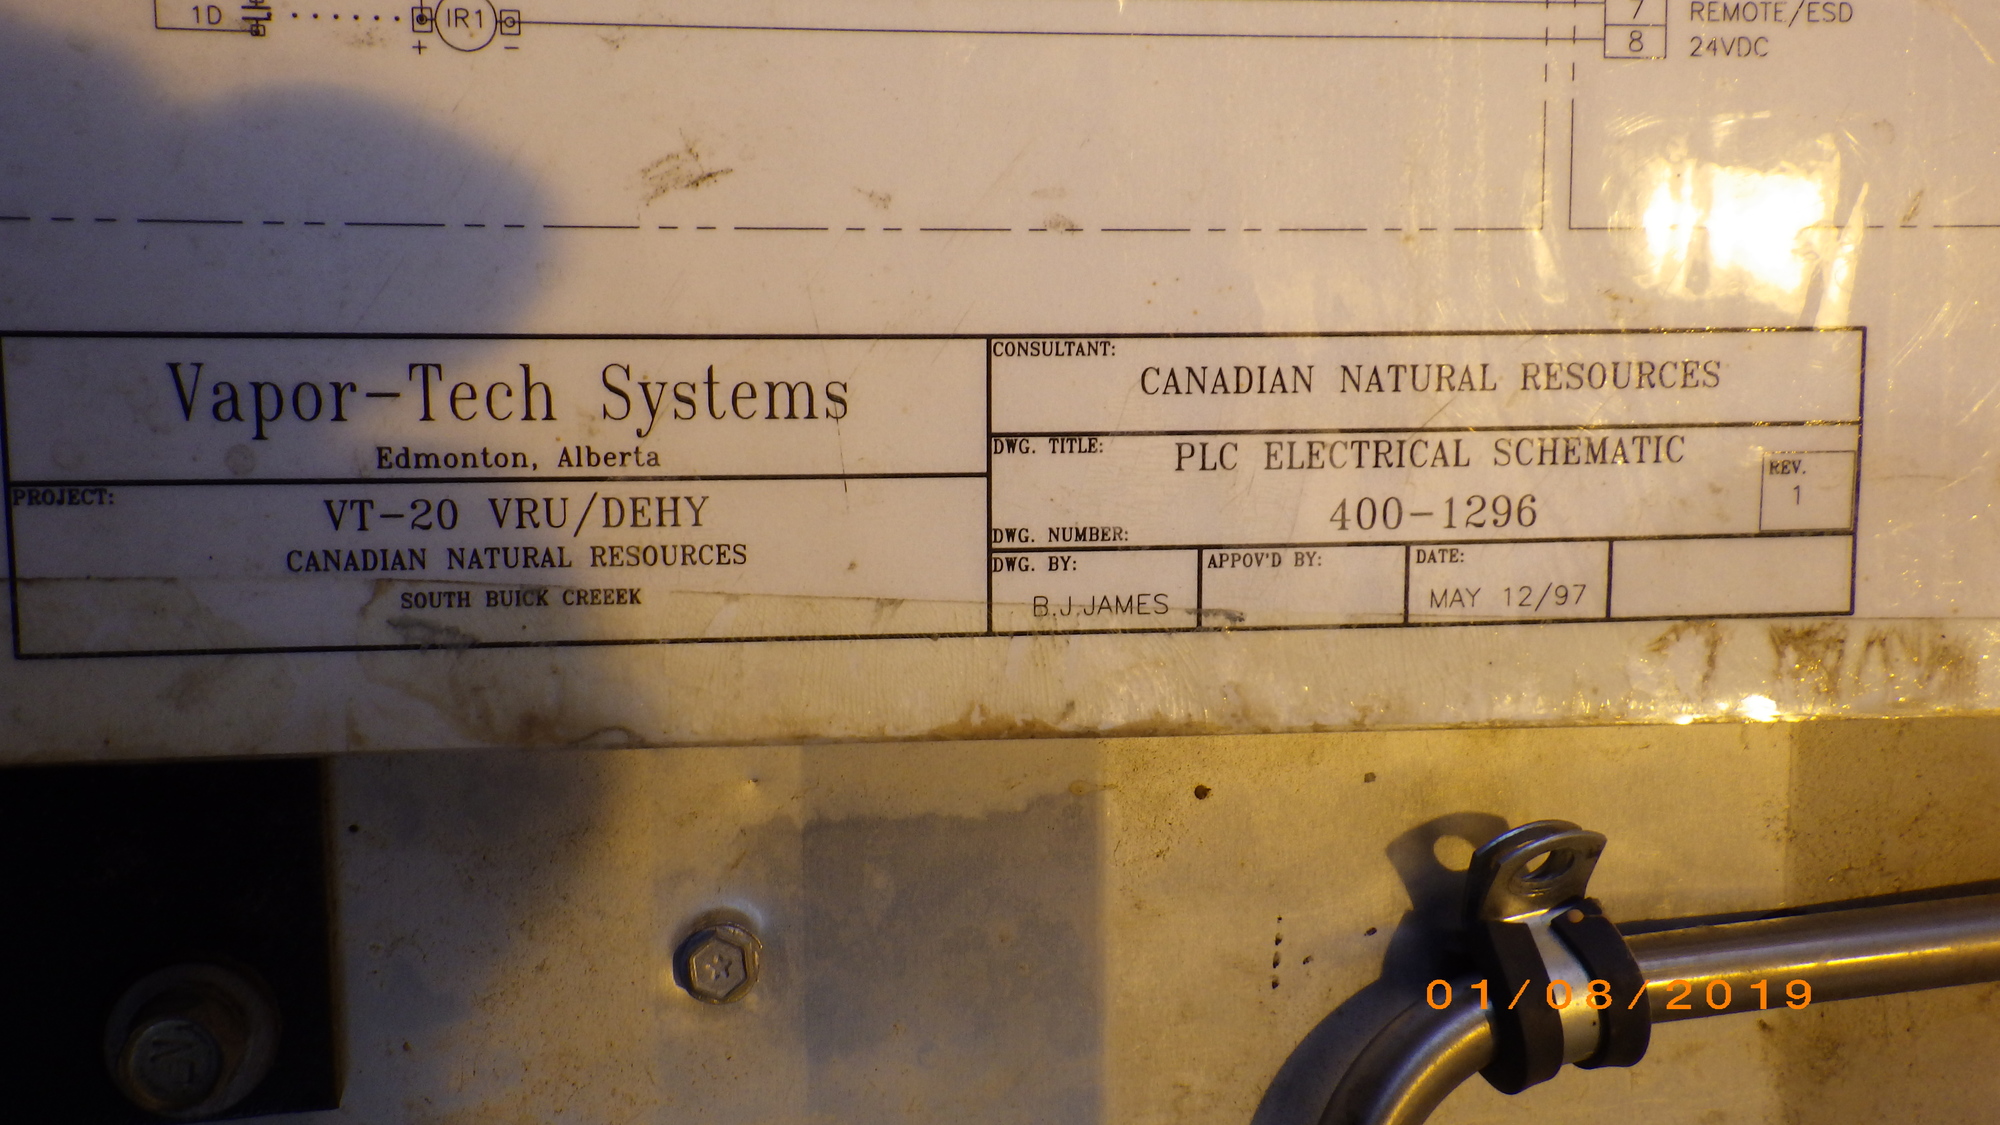 1D
IR1
+
−
7
REMOTE/ESD
8
24VDC
Vapor-Tech Systems
Edmonton, Alberta
PROJECT:
VT-20 VRU/DEHY
CANADIAN NATURAL RESOURCES
SOUTH BUICK CREEEK
CONSULTANT:
CANADIAN NATURAL RESOURCES
DWG. TITLE:
PLC ELECTRICAL SCHEMATIC
400-1296
DWG. NUMBER:
REV.
1
DWG. BY:
B.J.JAMES
APPOV'D BY:
DATE:
MAY 12/97
01/08/2019